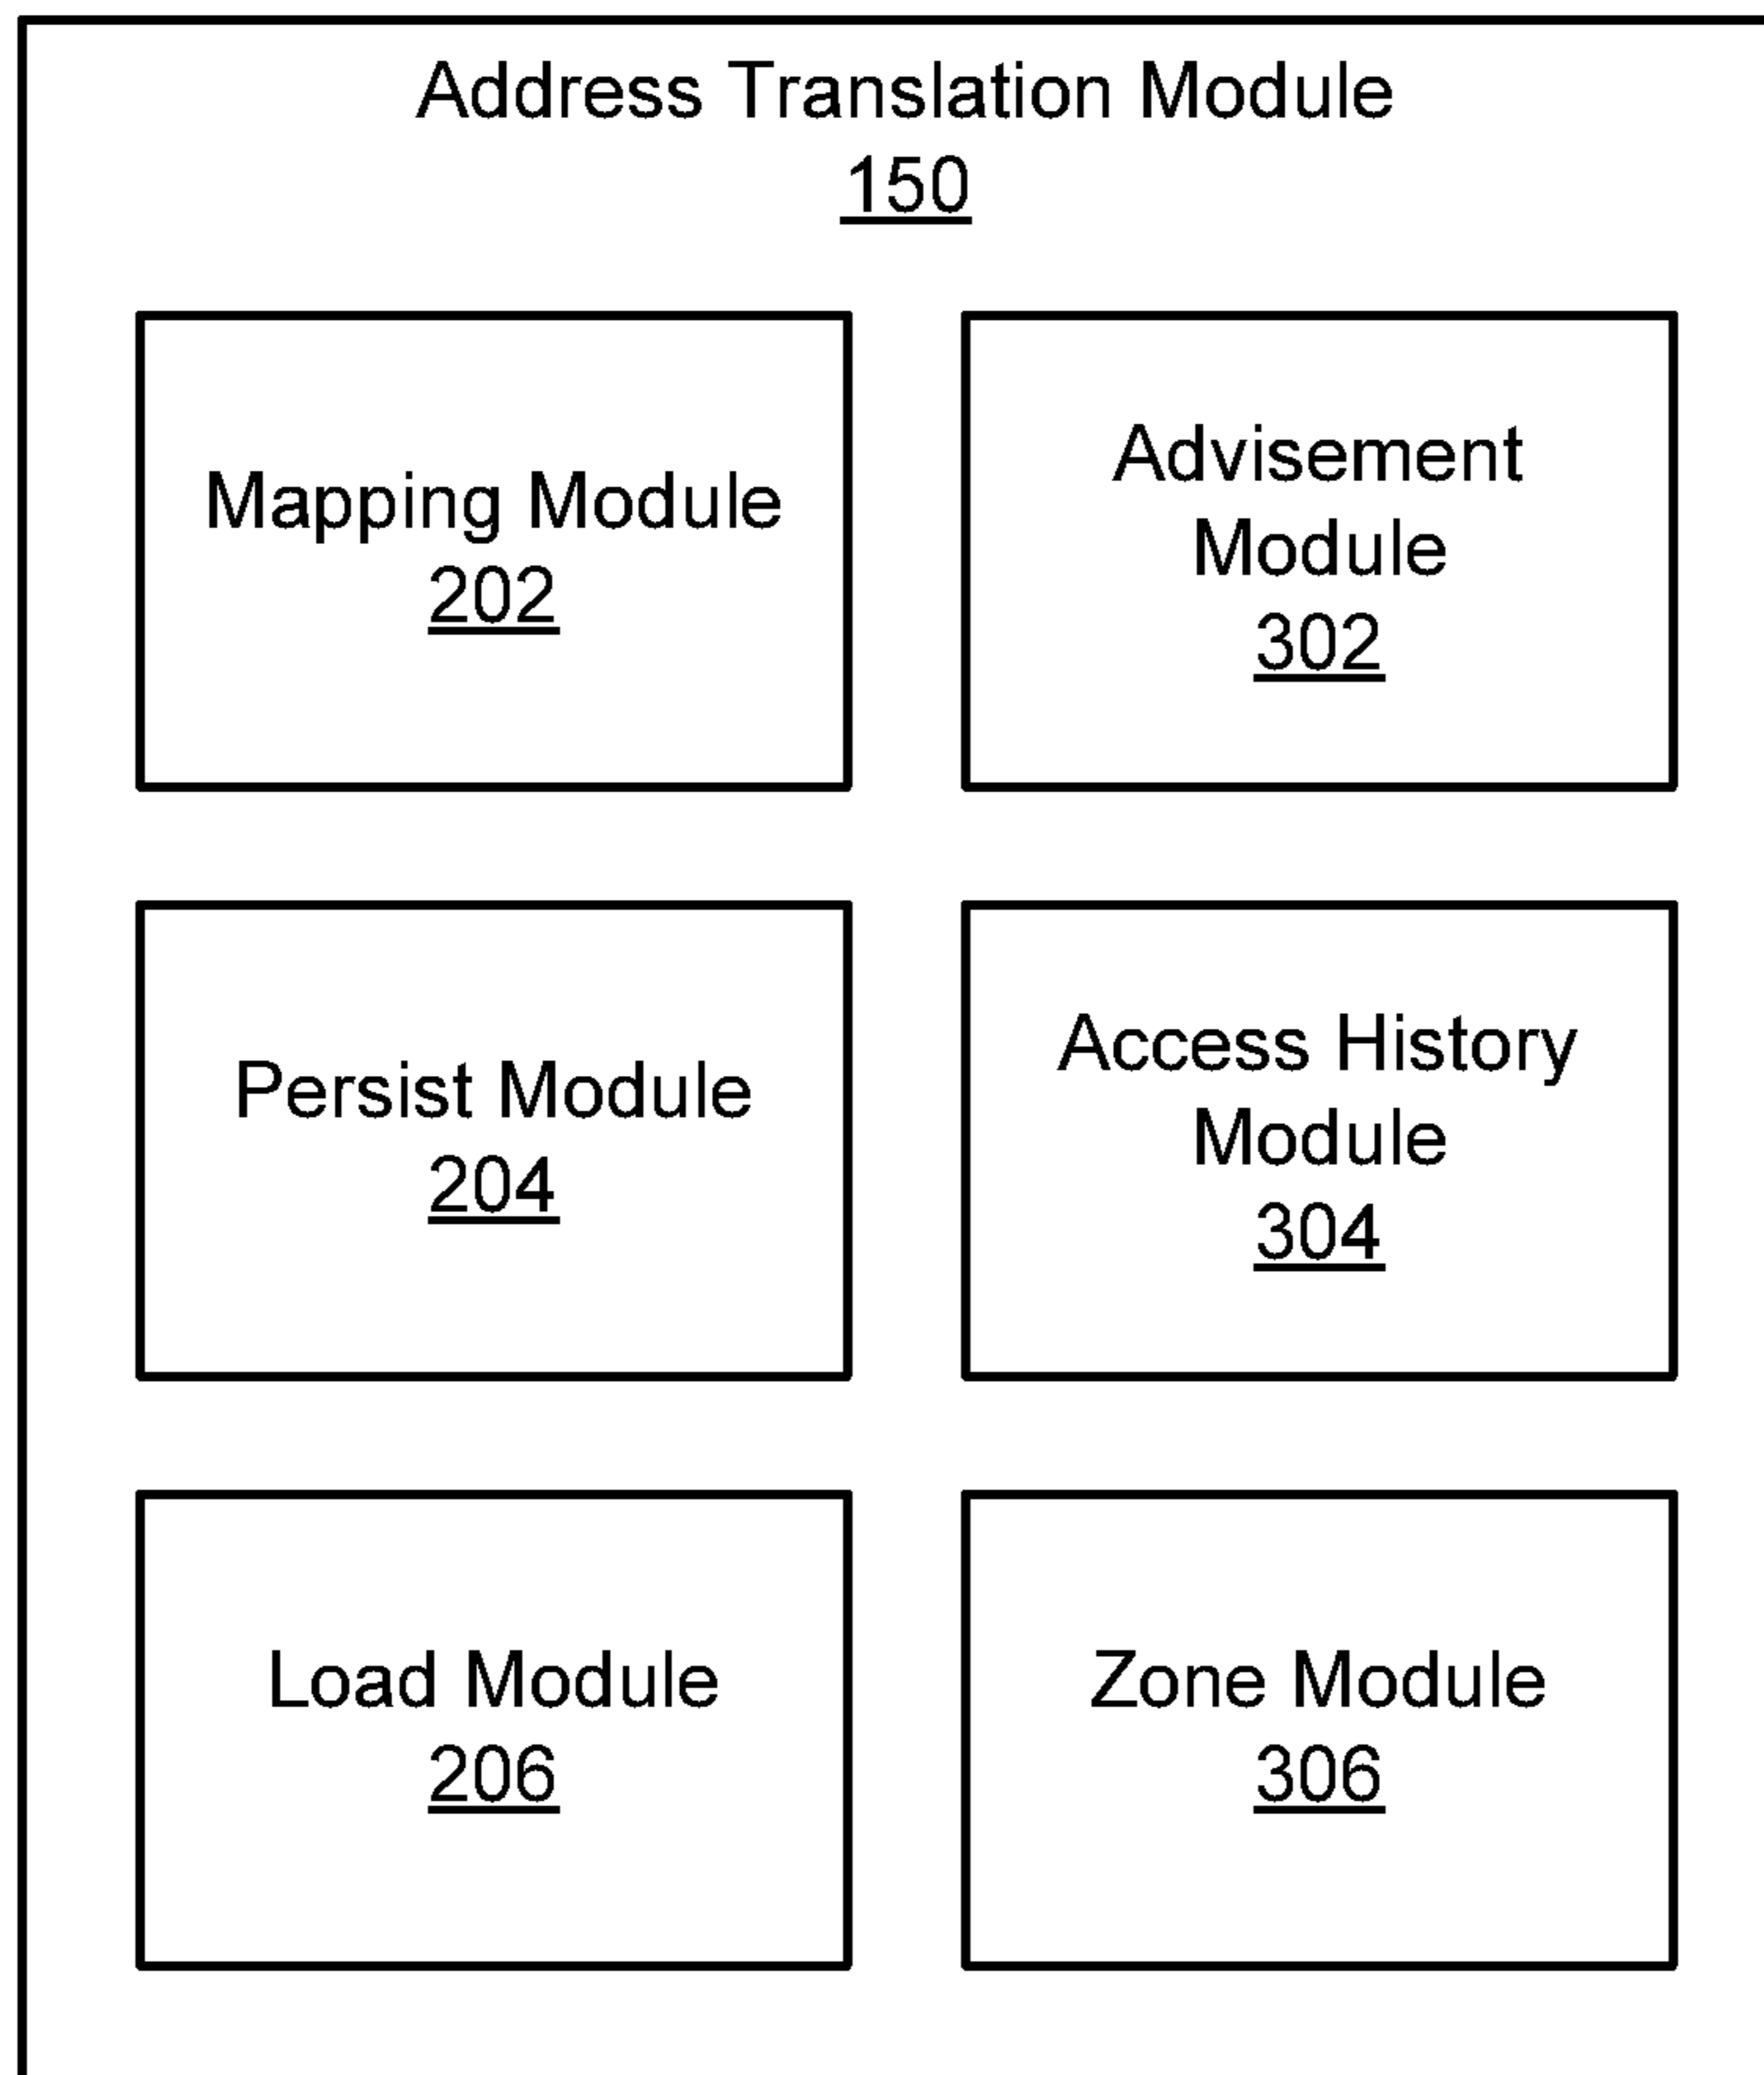 Address Translation Module
150
Mapping Module
202
Advisement
Module
302
Persist Module
204
Access History
Module
304
Load Module
206
Zone Module
306